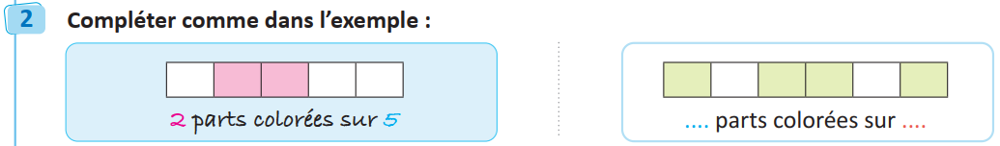 2 Compléter comme dans l'exemple :
2 parts colorées sur 5
.... parts colorées sur ....